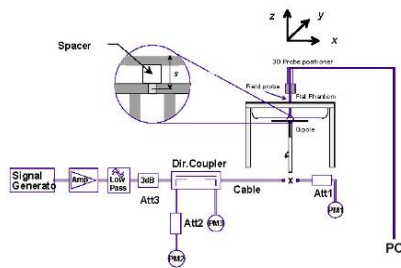 z
y
x
Spacer
s
3D Probe positioner
Field probe
Flat Phantom
Dipole
Signal
Generato
Amp
Low
Pass
3dB
Dir.Coupler
Cable
x
Att1
Att3
Att2
PM3
PM1
PM2
PC